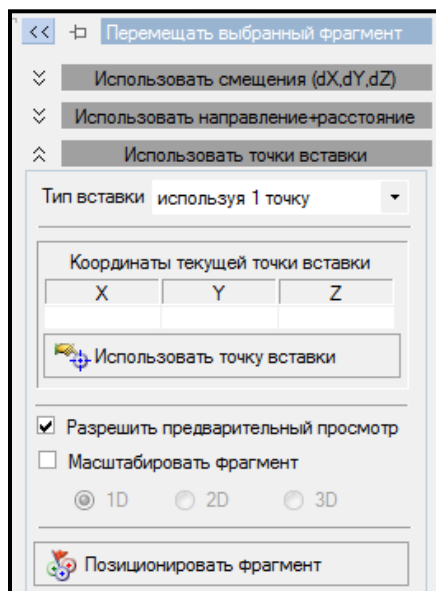 << Перемещать выбранный фрагмент
Использовать смещения (dX,dY,dZ)
Использовать направление+расстояние
Использовать точки вставки
Тип вставки используя 1 точку
Координаты текущей точки вставки
X Y Z
Использовать точку вставки
Разрешить предварительный просмотр
Масштабировать фрагмент
1D 2D 3D
Позиционировать фрагмент